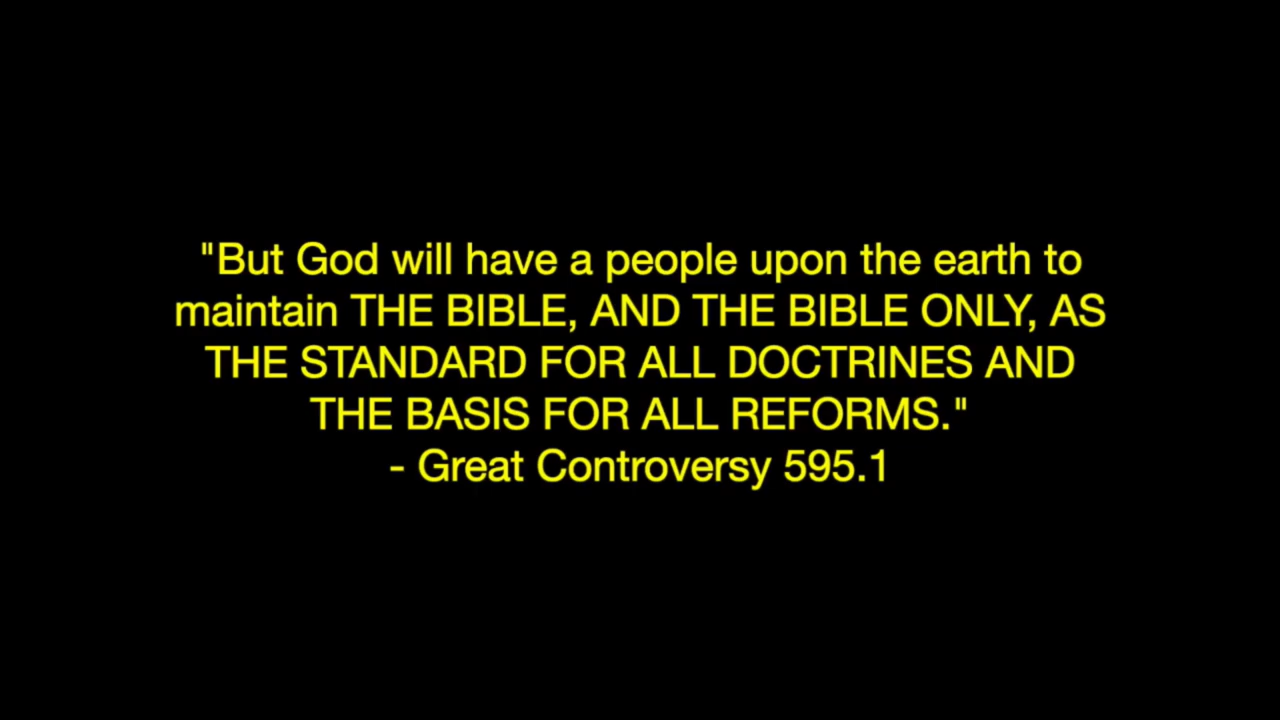 "But God will have a people upon the earth to
maintain THE BIBLE, AND THE BIBLE ONLY, AS
THE STANDARD FOR ALL DOCTRINES AND
THE BASIS FOR ALL REFORMS."
- Great Controversy 595.1